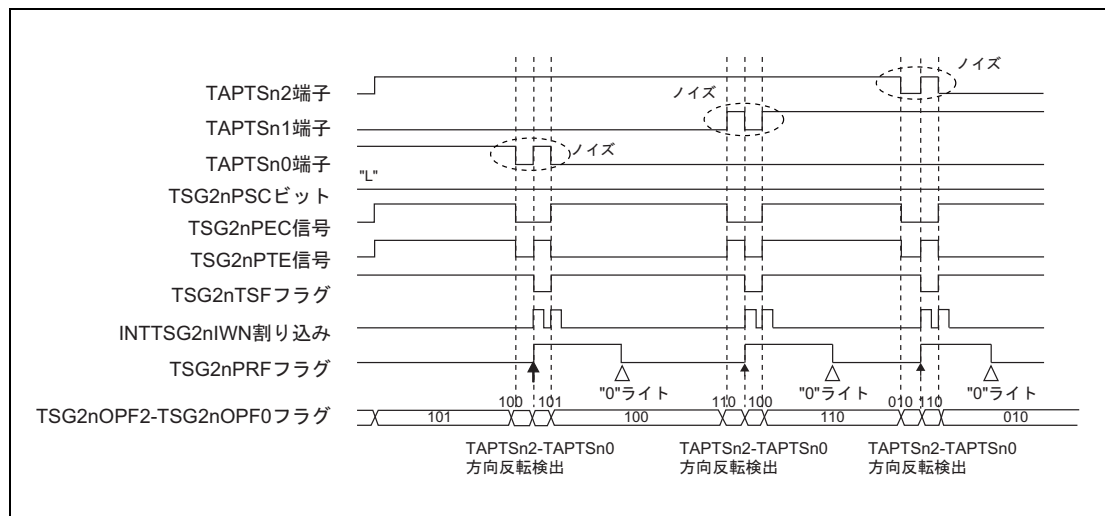 ノイズ
TAPTSn2端子
ノイズ
TAPTSn1端子
TAPTSn0端子
ノイズ
"L"
TSG2nPSCビット
TSG2nPEC信号
TSG2nPTE信号
TSG2nTSFフラグ
INTTSG2nIWN割り込み
TSG2nPRFフラグ
"0"ライト "0"ライト "0"ライト
TSG2nOPF2-TSG2nOPF0フラグ
101 100 101 100 110 100 110 010 110 010
TAPTSn2-TAPTSn0 TAPTSn2-TAPTSn0 TAPTSn2-TAPTSn0
方向反転検出 方向反転検出 方向反転検出